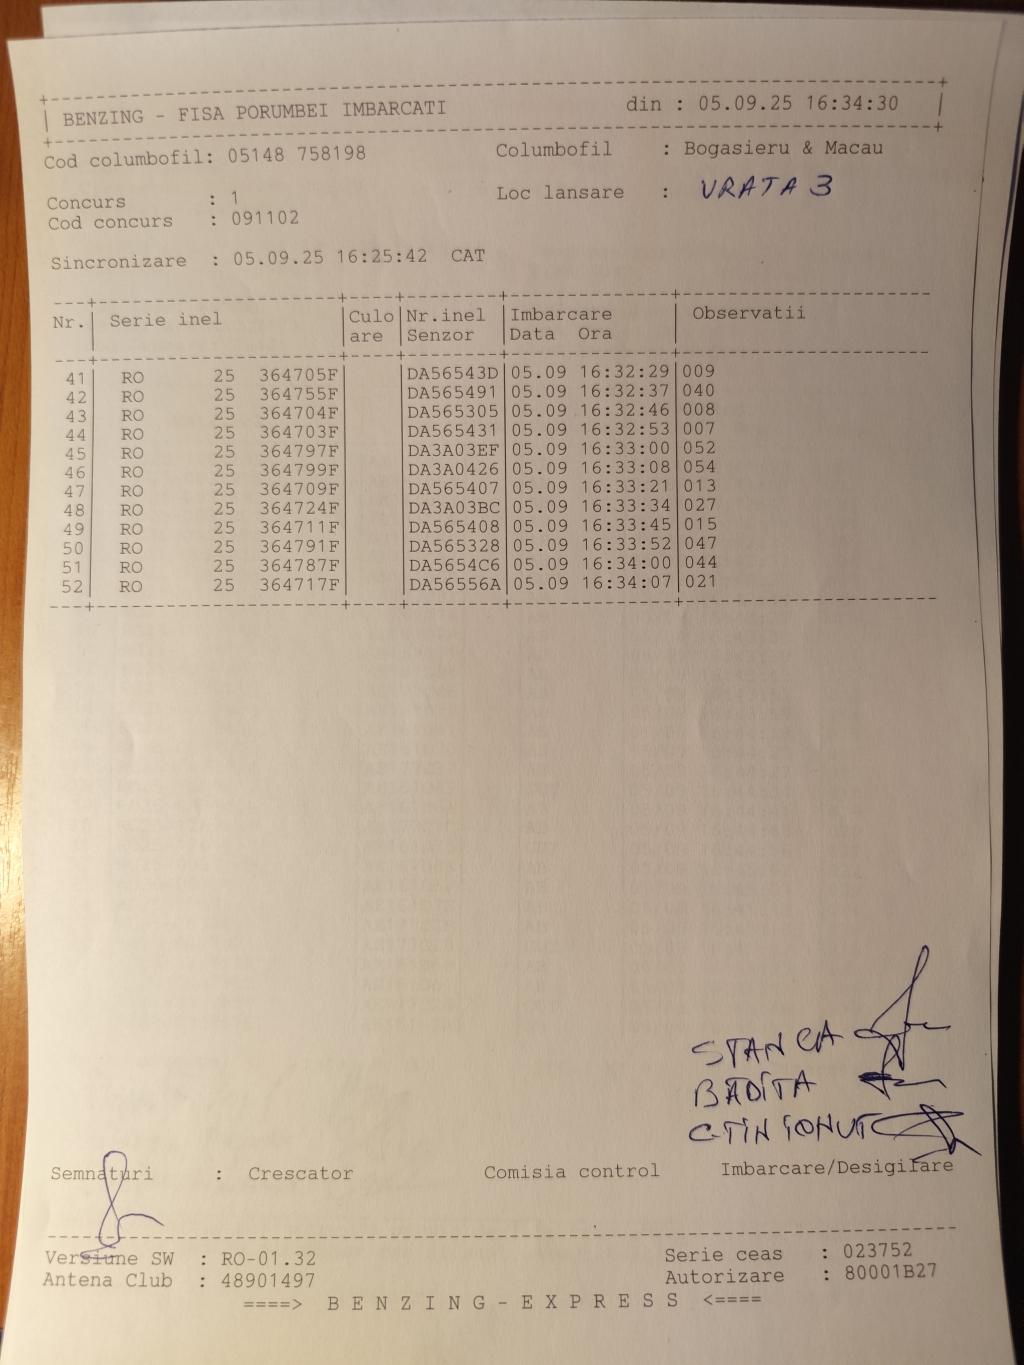 BENZING - FISA PORUMBEI IMBARCATI din : 05.09.25 16:34:30
Cod columbofil: 05148 758198 Columbofil : Bogasieru & Macau
Concurs : 1 Loc lansare : VRATA 3
Cod concurs : 091102
Sincronizare : 05.09.25 16:25:42 CAT
Nr. Serie inel Culo Nr.inel Imbarcare Observatii
are Senzor Data Ora
41 RO 25 364705F DA56543D 05.09 16:32:29 009
42 RO 25 364755F DA565491 05.09 16:32:37 040
43 RO 25 364704F DA565305 05.09 16:32:46 008
44 RO 25 364703F DA565431 05.09 16:32:53 007
45 RO 25 364797F DA3A03EF 05.09 16:33:00 052
46 RO 25 364799F DA3A0426 05.09 16:33:08 054
47 RO 25 364709F DA565407 05.09 16:33:21 013
48 RO 25 364724F DA3A03BC 05.09 16:33:34 027
49 RO 25 364711F DA565408 05.09 16:33:45 015
50 RO 25 364791F DA565328 05.09 16:33:52 047
51 RO 25 364787F DA5654C6 05.09 16:34:00 044
52 RO 25 364717F DA56556A 05.09 16:34:07 021
STANCA
BADITA
CTIN IONUT
Semnaturi : Crescator Comisia control Imbarcare/Desigilare
Versiune SW : RO-01.32 Serie ceas : 023752
Antena Club : 48901497 Autorizare : 80001B27
====> B E N Z I N G - E X P R E S S <====